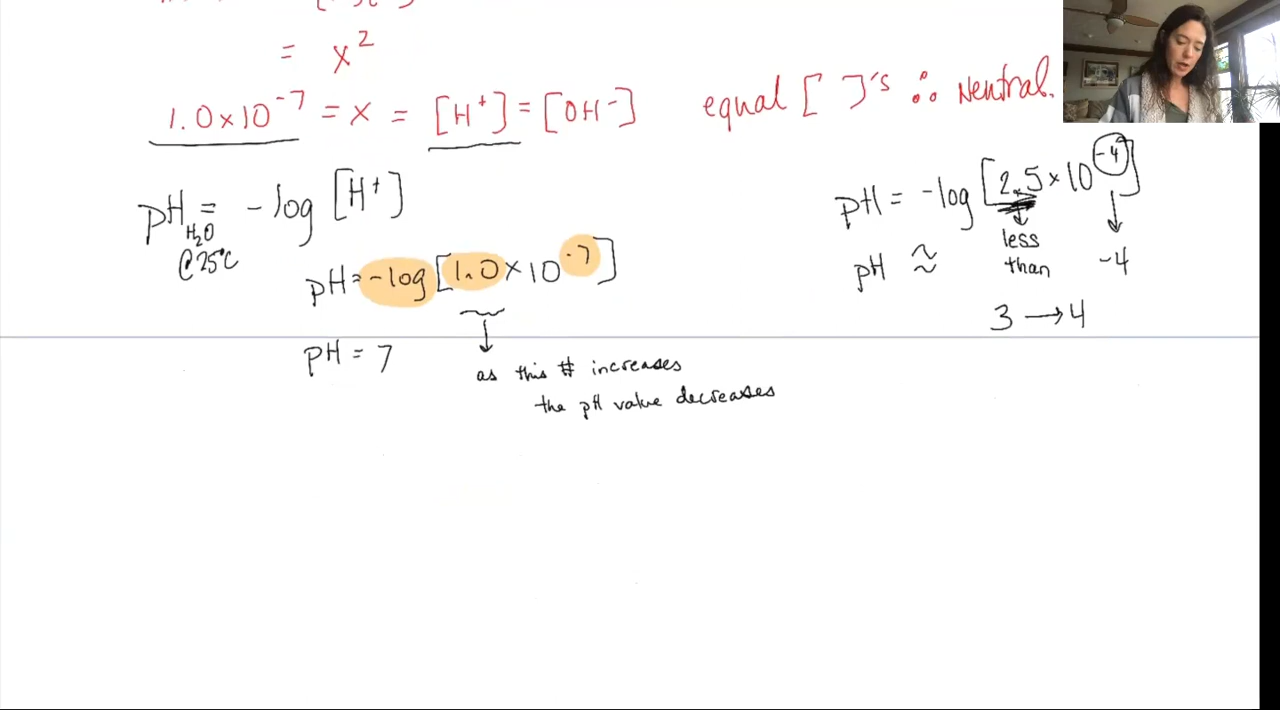 = x²
1.0×10⁻⁷ = x = [H⁺] = [OH⁻] equal [ ]'s ∴ Neutral.
pH = -log [H⁺]
H₂O
@25°C
pH = -log [1.0×10⁻⁷]
pH = 7
as this # increases
the pH value decreases
pH = -log [2.5×10⁻⁴]
pH ≈ less than -4
3 → 4